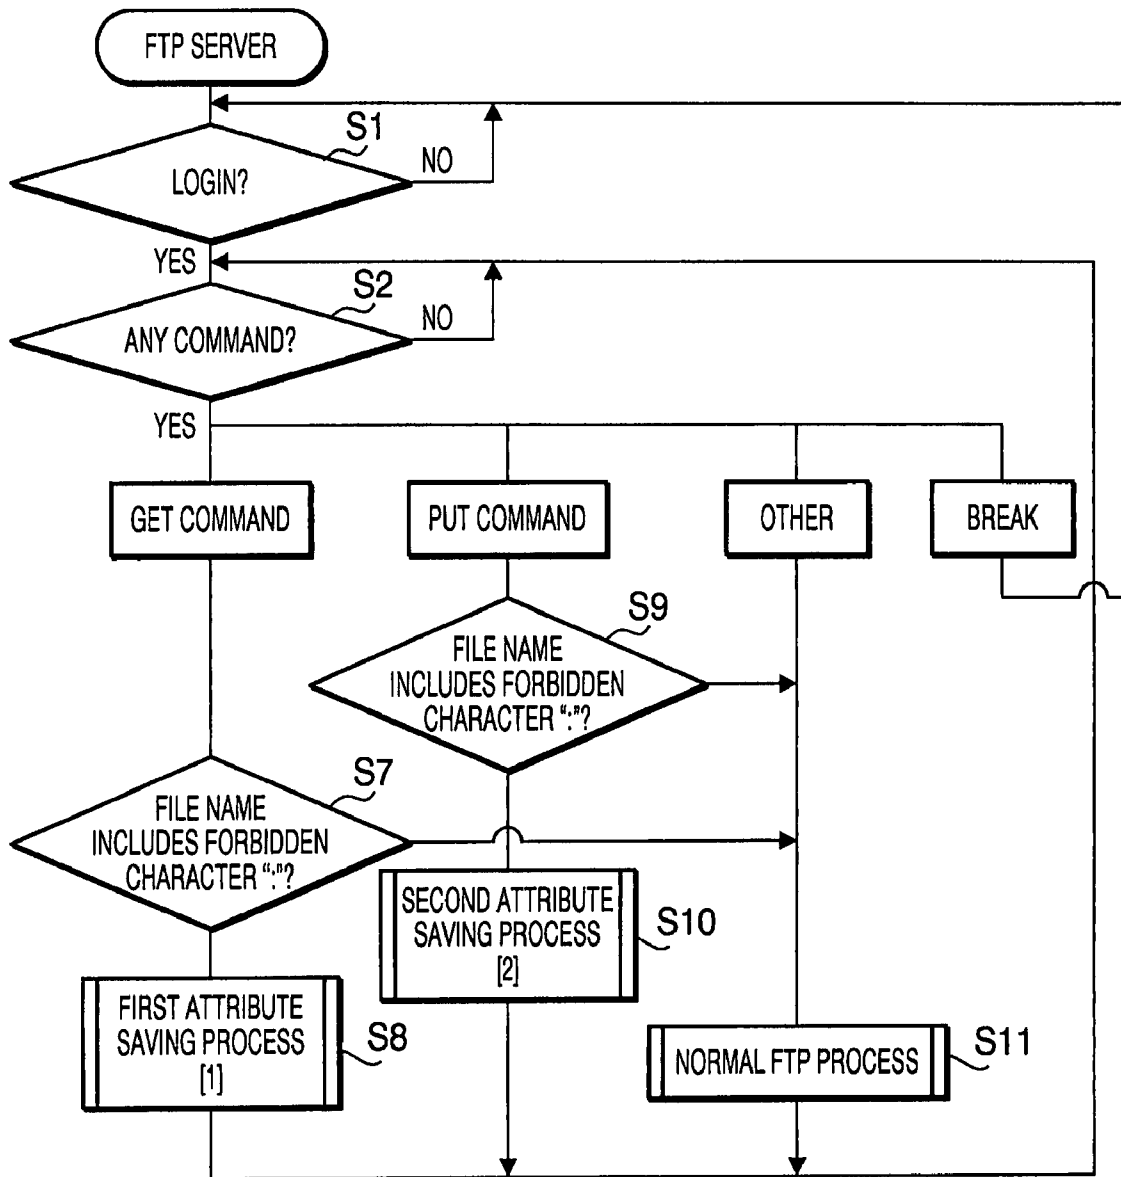 FTP SERVER
S1
LOGIN?
NO
YES
S2
ANY COMMAND?
NO
YES
GET COMMAND
PUT COMMAND
OTHER
BREAK
S9
FILE NAME
INCLUDES FORBIDDEN
CHARACTER “:”?
S7
FILE NAME
INCLUDES FORBIDDEN
CHARACTER “:”?
SECOND ATTRIBUTE
SAVING PROCESS
[2]
S10
FIRST ATTRIBUTE
SAVING PROCESS
[1]
S8
NORMAL FTP PROCESS
S11